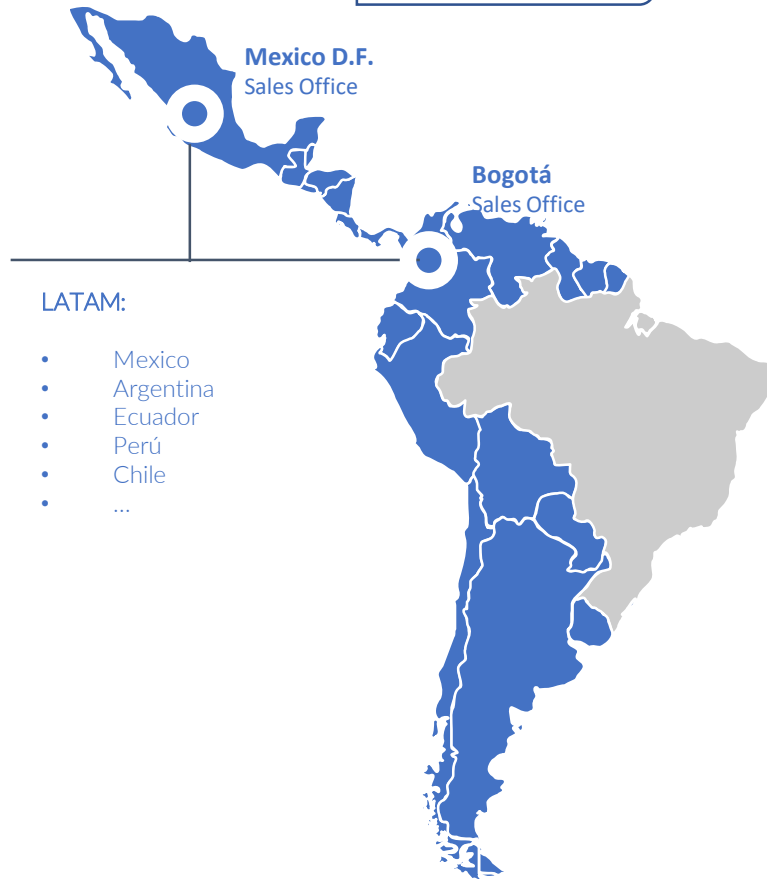 Mexico D.F.
Sales Office
Bogotá
Sales Office
LATAM:
• Mexico
• Argentina
• Ecuador
• Perú
• Chile
• ...